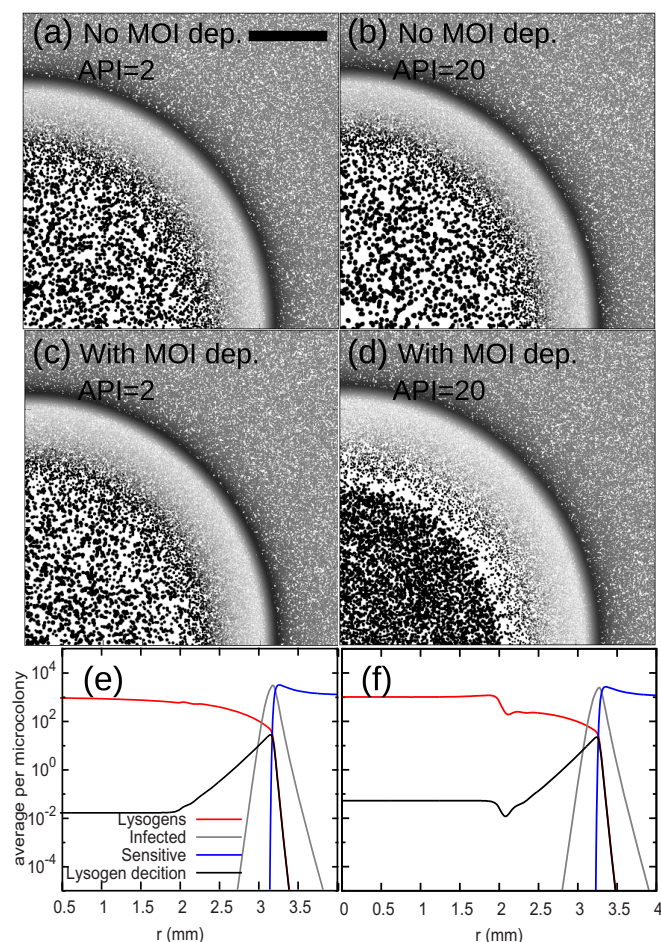 (a) No MOI dep.
API=2
(b) No MOI dep.
API=20
(c) With MOI dep.
API=2
(d) With MOI dep.
API=20
(e)
(f)
average per microcolony
10^4
10^2
10^0
10^-2
10^-4
Lysogens
Infected
Sensitive
Lysogen decition
0.5 1 1.5 2 2.5 3 3.5
0 0.5 1 1.5 2 2.5 3 3.5 4
r (mm)
r (mm)